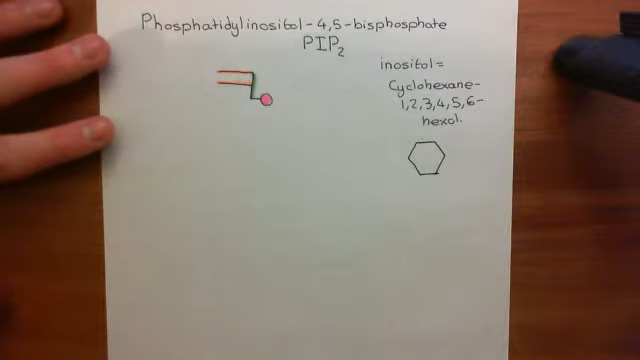 Phosphatidylinositol-4,5-bisphosphate
PIP2
inositol=
Cyclohexane-
1,2,3,4,5,6-
hexol.